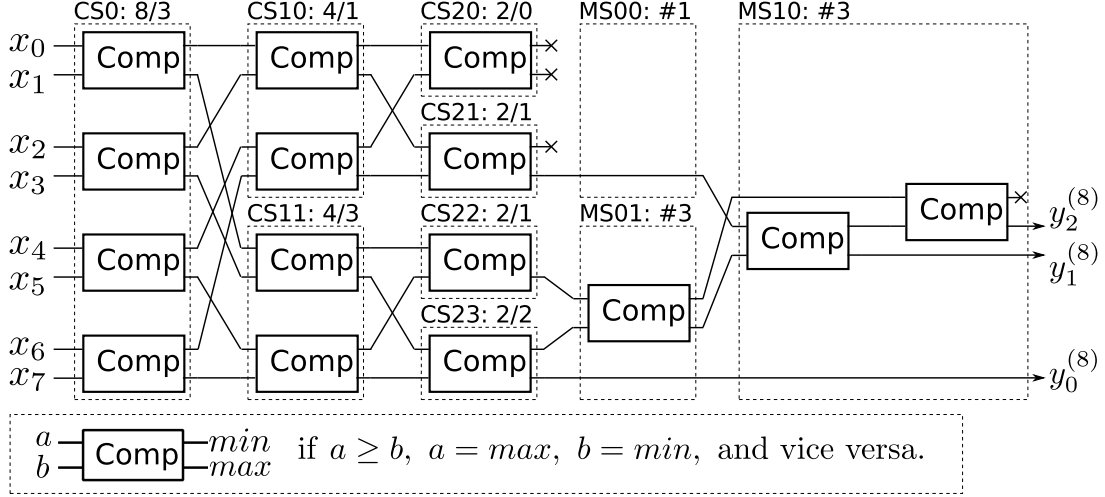 CS0: 8/3 CS10: 4/1 CS20: 2/0 MS00: #1 MS10: #3
x₀ Comp Comp Comp
x₁
CS21: 2/1
x₂ Comp Comp Comp
x₃
CS11: 4/3 CS22: 2/1 MS01: #3
Comp y₂⁽⁸⁾
x₄ Comp Comp Comp Comp
x₅ y₁⁽⁸⁾
CS23: 2/2 Comp
x₆ Comp Comp Comp
x₇ y₀⁽⁸⁾
a Comp min if a ≥ b, a = max, b = min, and vice versa.
b max